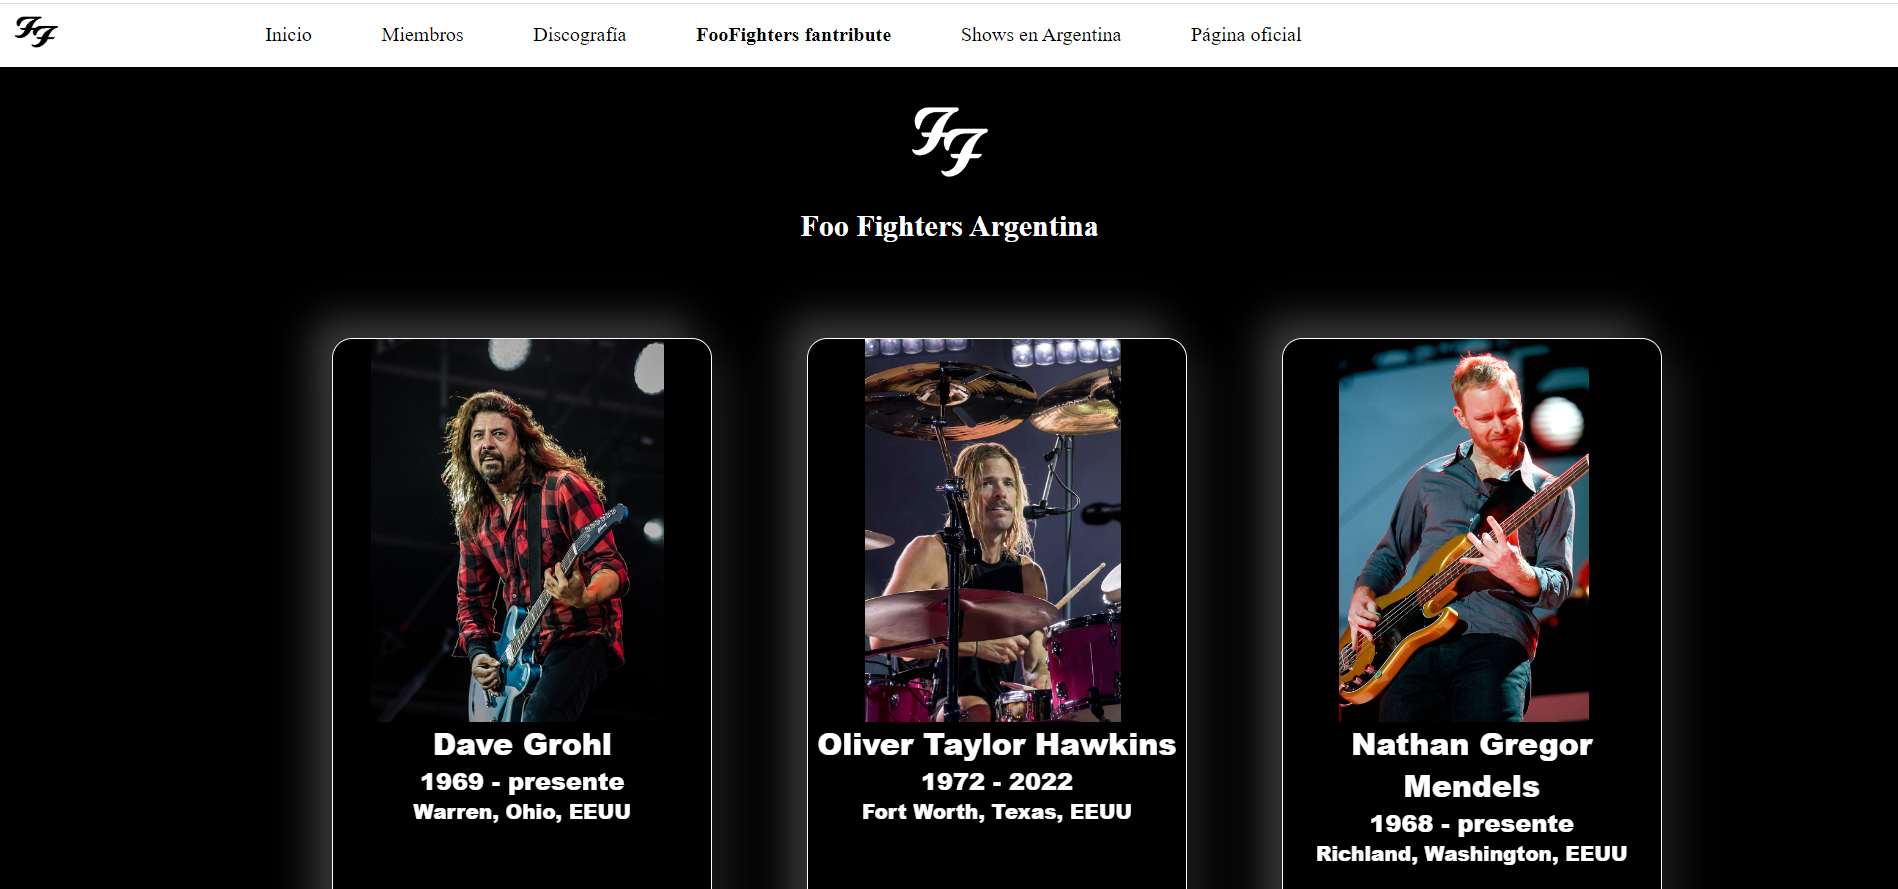 FF
Inicio
Miembros
Discografía
FooFighters fantribute
Shows en Argentina
Página oficial
FF
Foo Fighters Argentina
Dave Grohl
1969 - presente
Warren, Ohio, EEUU
Oliver Taylor Hawkins
1972 - 2022
Fort Worth, Texas, EEUU
Nathan Gregor
Mendels
1968 - presente
Richland, Washington, EEUU